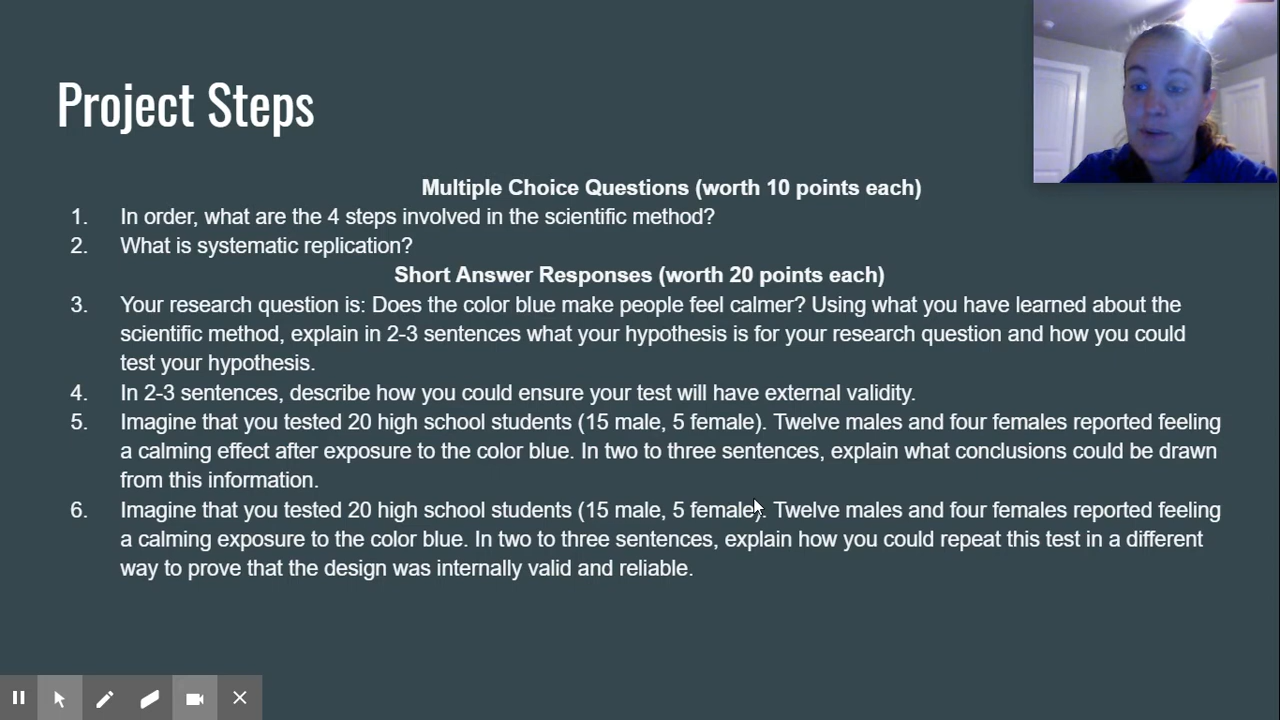 Project Steps
Multiple Choice Questions (worth 10 points each)
1. In order, what are the 4 steps involved in the scientific method?
2. What is systematic replication?
Short Answer Responses (worth 20 points each)
3. Your research question is: Does the color blue make people feel calmer? Using what you have learned about the
scientific method, explain in 2-3 sentences what your hypothesis is for your research question and how you could
test your hypothesis.
4. In 2-3 sentences, describe how you could ensure your test will have external validity.
5. Imagine that you tested 20 high school students (15 male, 5 female). Twelve males and four females reported feeling
a calming effect after exposure to the color blue. In two to three sentences, explain what conclusions could be drawn
from this information.
6. Imagine that you tested 20 high school students (15 male, 5 female). Twelve males and four females reported feeling
a calming exposure to the color blue. In two to three sentences, explain how you could repeat this test in a different
way to prove that the design was internally valid and reliable.